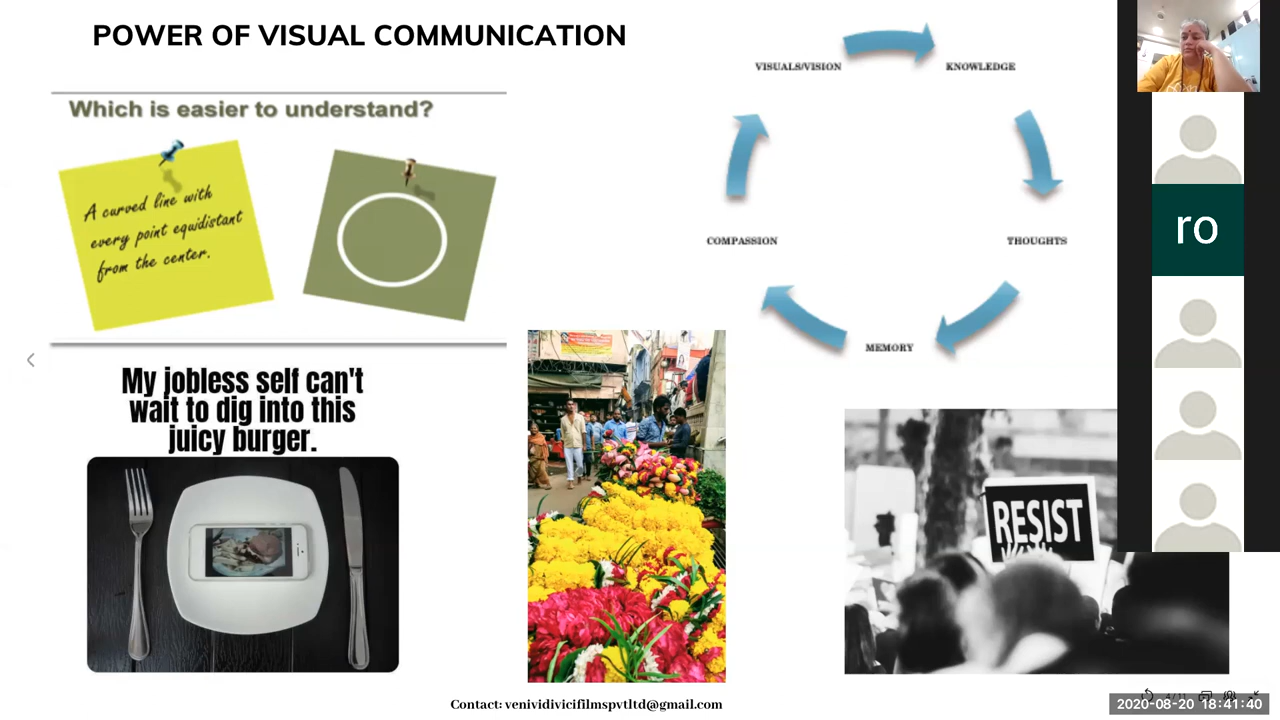 POWER OF VISUAL COMMUNICATION
Which is easier to understand?
A curved line with
every point equidistant
from the center.
VISUALS/VISION
KNOWLEDGE
THOUGHTS
MEMORY
COMPASSION
My jobless self can't
wait to dig into this
juicy burger.
RESIST
ro
Contact: venividivicifilmspvtltd@gmail.com
2020-08-20 18:41:40